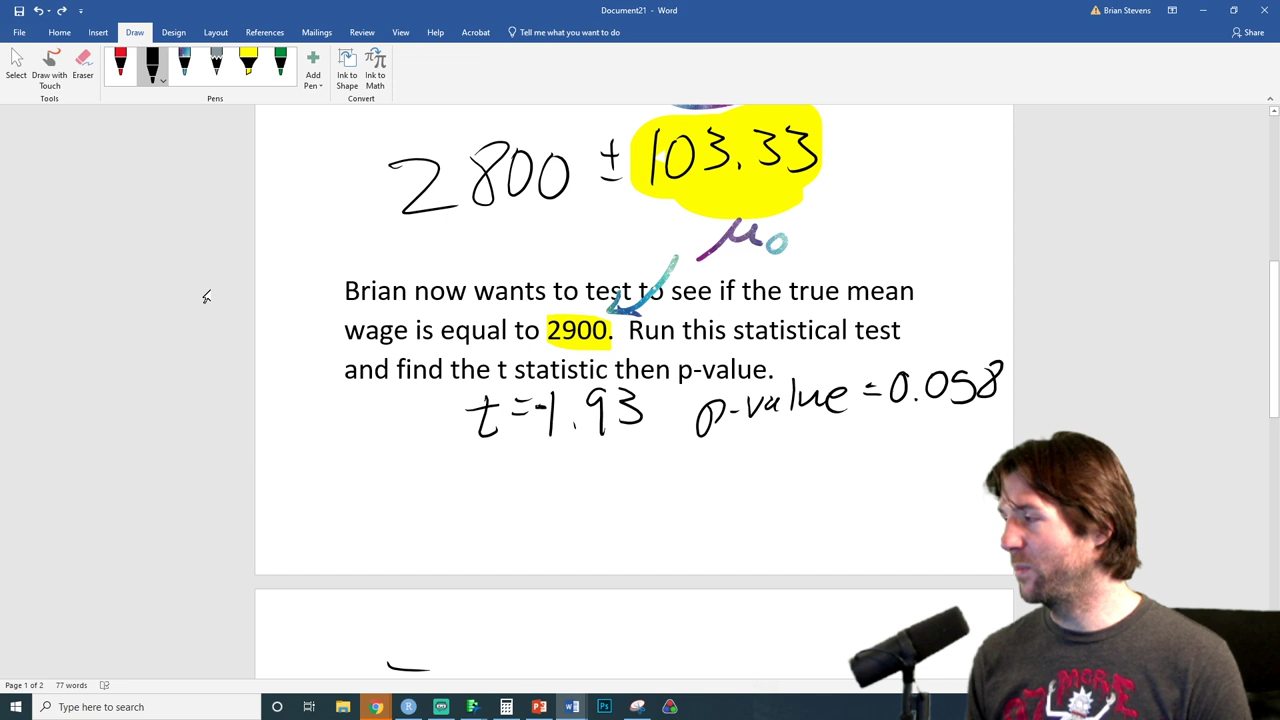 Document21 - Word
Brian Stevens
File Home Insert Draw Design Layout References Mailings Review View Help Acrobat Tell me what you want to do Share
Select Draw with Touch Eraser Add Pen Ink to Shape Ink to Math
Tools Pens Convert
2800 ± 103.33
μ0
Brian now wants to test to see if the true mean
wage is equal to 2900. Run this statistical test
and find the t statistic then p-value.
t = -1.93 p-value = 0.058
MORE
Page 1 of 2 77 words
Type here to search